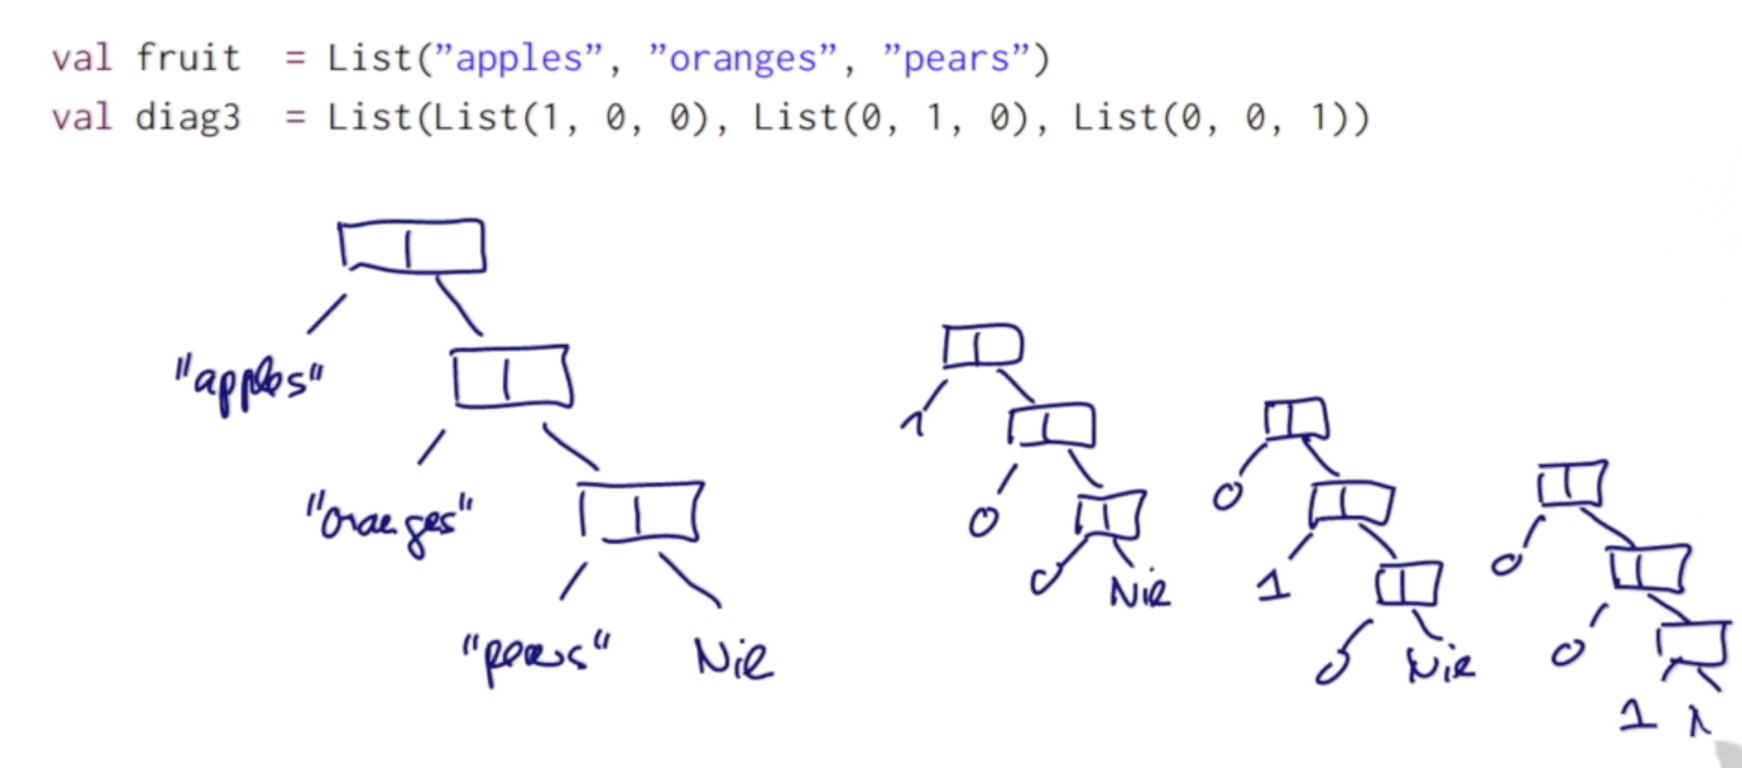 val fruit  = List(”apples”, ”oranges”, ”pears”)
val diag3  = List(List(1, 0, 0), List(0, 1, 0), List(0, 0, 1))
"apples"
1
0
"oranges"
0
0
0 Nil
1
0
"pears" Nil
0 Nil
1